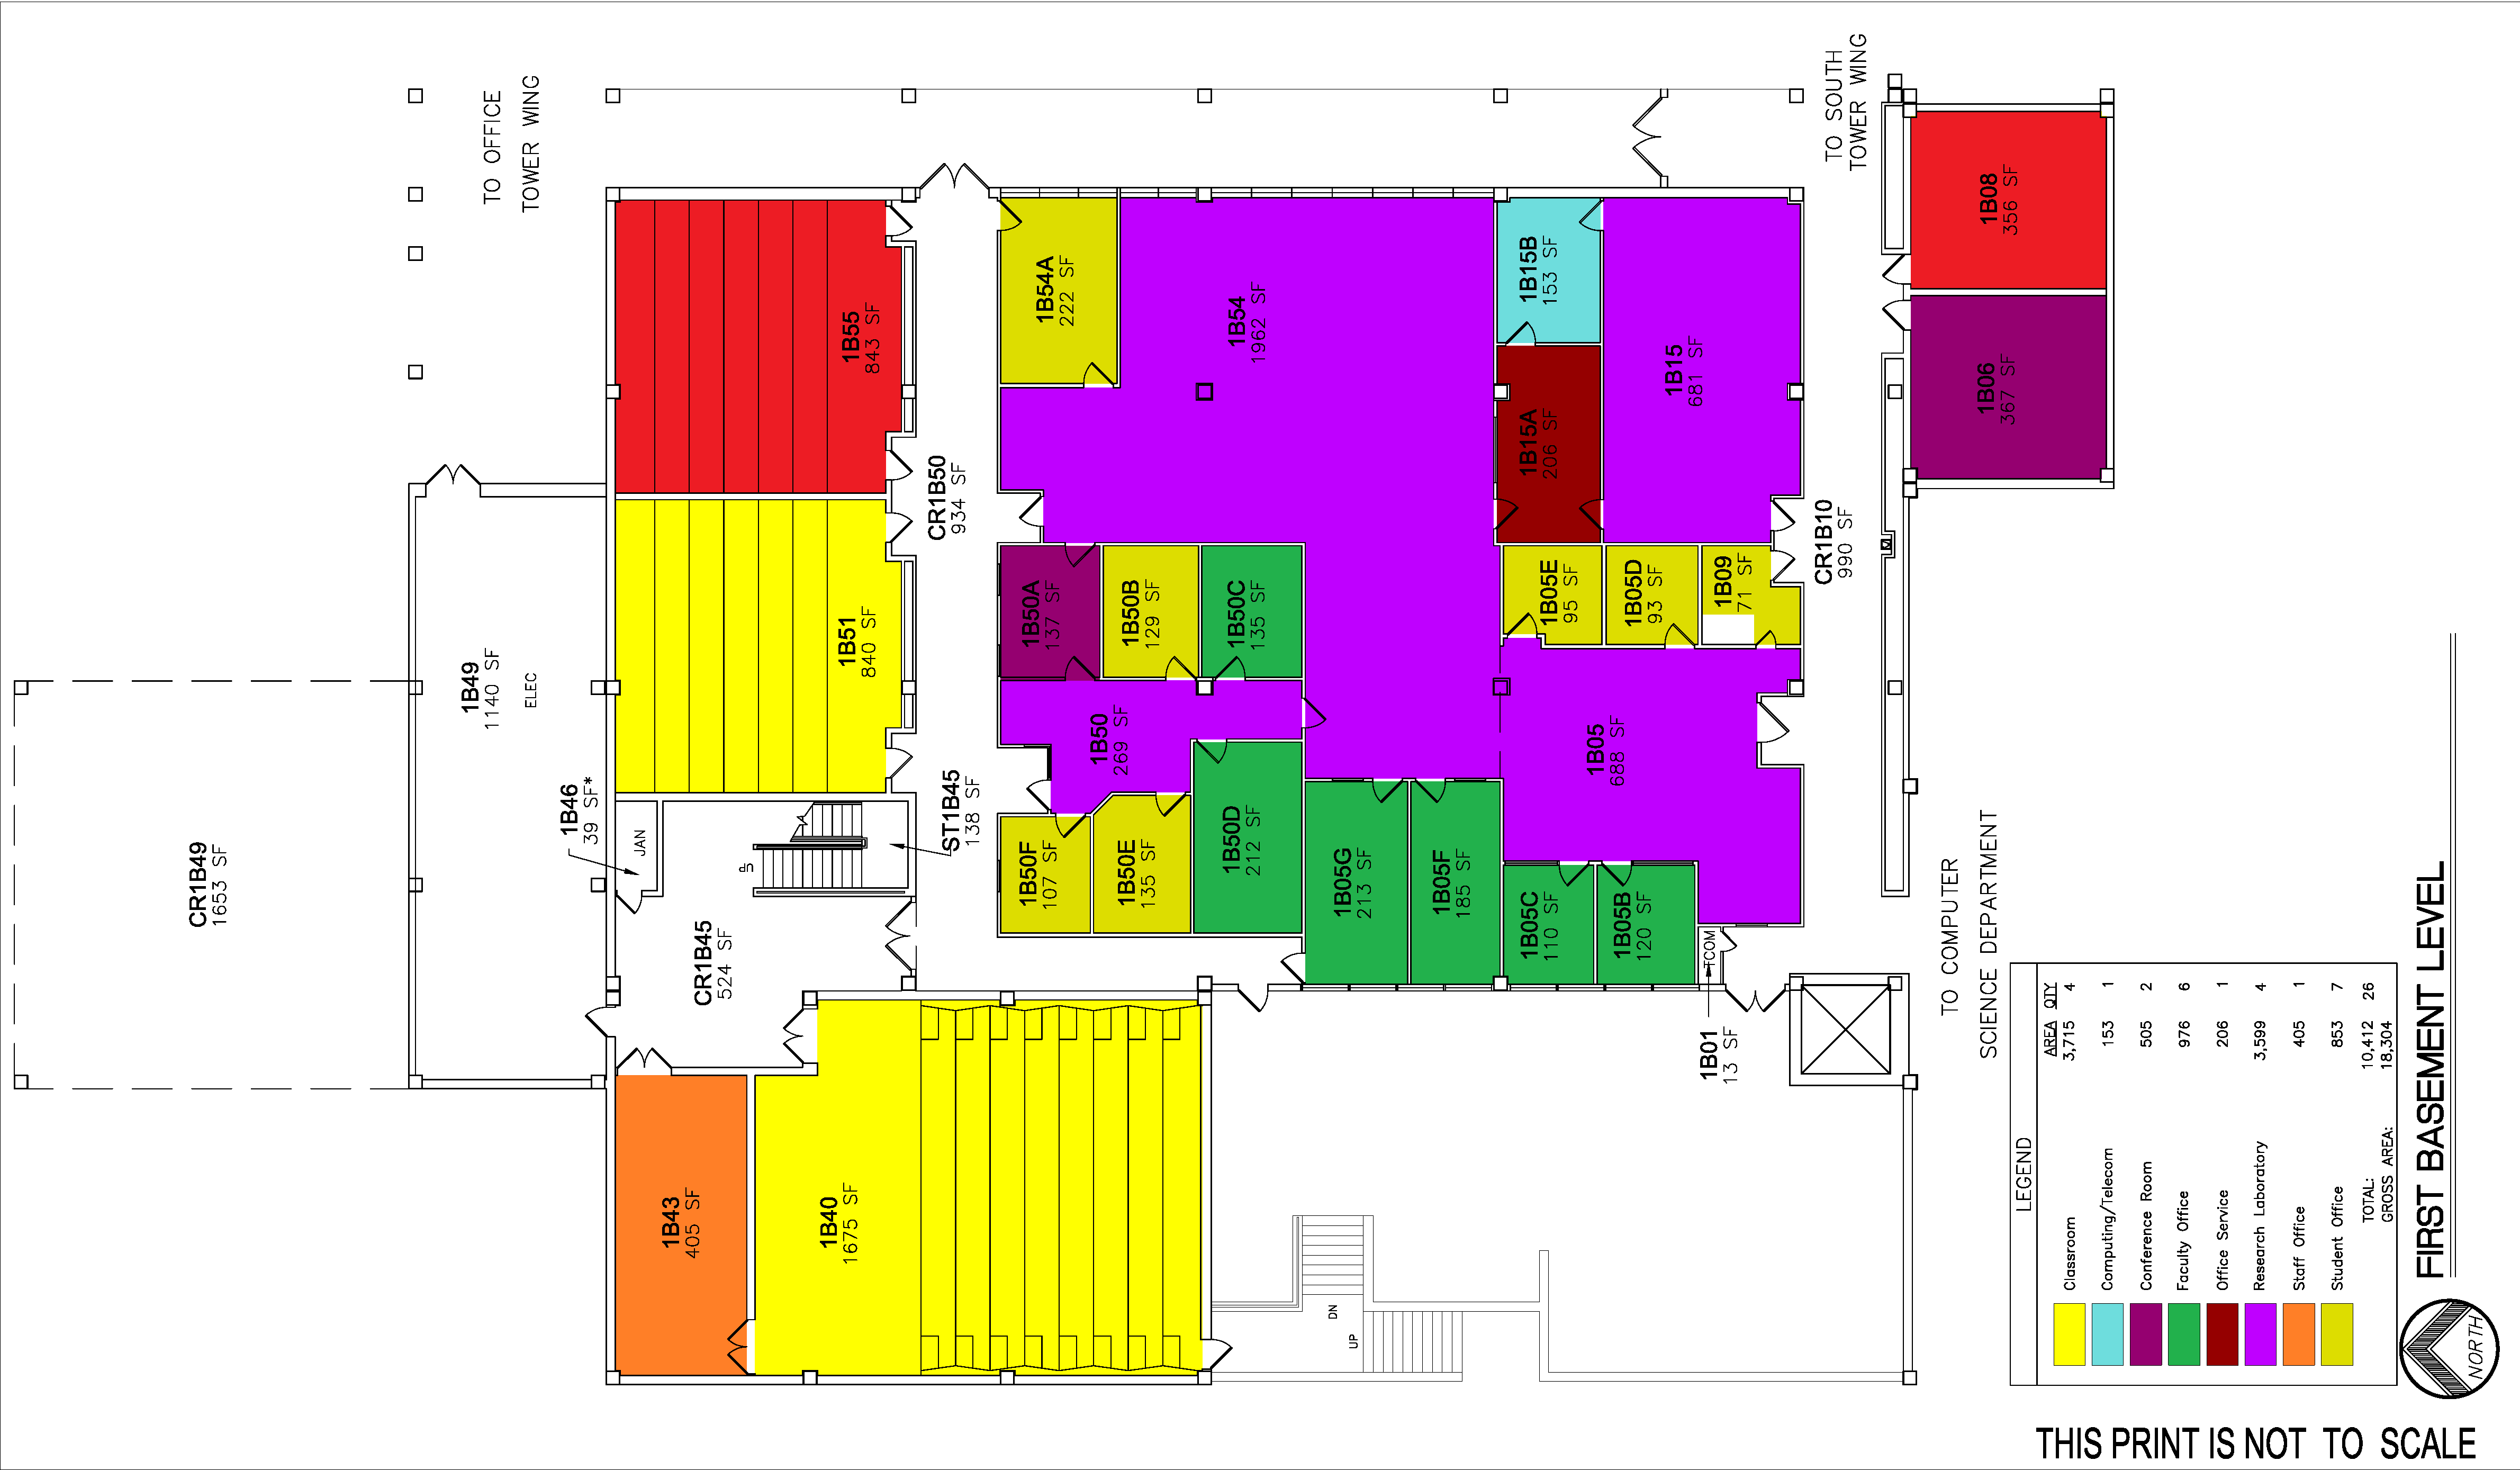 TO OFFICE
TOWER WING
TO SOUTH
TOWER WING
1B08
356 SF
1B06
367 SF
1B55
843 SF
1B54A
222 SF
1B54
1962 SF
1B15B
153 SF
1B15A
206 SF
1B15
681 SF
CR1B50
934 SF
CR1B10
990 SF
1B51
840 SF
1B50A
137 SF
1B50B
129 SF
1B50C
135 SF
1B05E
95 SF
1B05D
93 SF
1B09
71 SF
1B49
1140 SF
ELEC
1B50
269 SF
1B05
688 SF
1B46
39 SF*
JAN
UP
ST1B45
138 SF
CR1B49
1653 SF
1B50F
107 SF
1B50E
135 SF
1B50D
212 SF
1B05G
213 SF
1B05F
185 SF
1B05C
110 SF
1B05B
120 SF
TCOM
1B01
13 SF
CR1B45
524 SF
1B43
405 SF
1B40
1675 SF
DN
UP
TO COMPUTER
SCIENCE DEPARTMENT
LEGEND
AREA QTY
Classroom 3,715 4
Computing/Telecom 153 1
Conference Room 505 2
Faculty Office 976 6
Office Service 206 1
Research Laboratory 3,599 4
Staff Office 405 1
Student Office 853 7
TOTAL: 10,412 26
GROSS AREA: 18,304
FIRST BASEMENT LEVEL
NORTH
THIS PRINT IS NOT TO SCALE